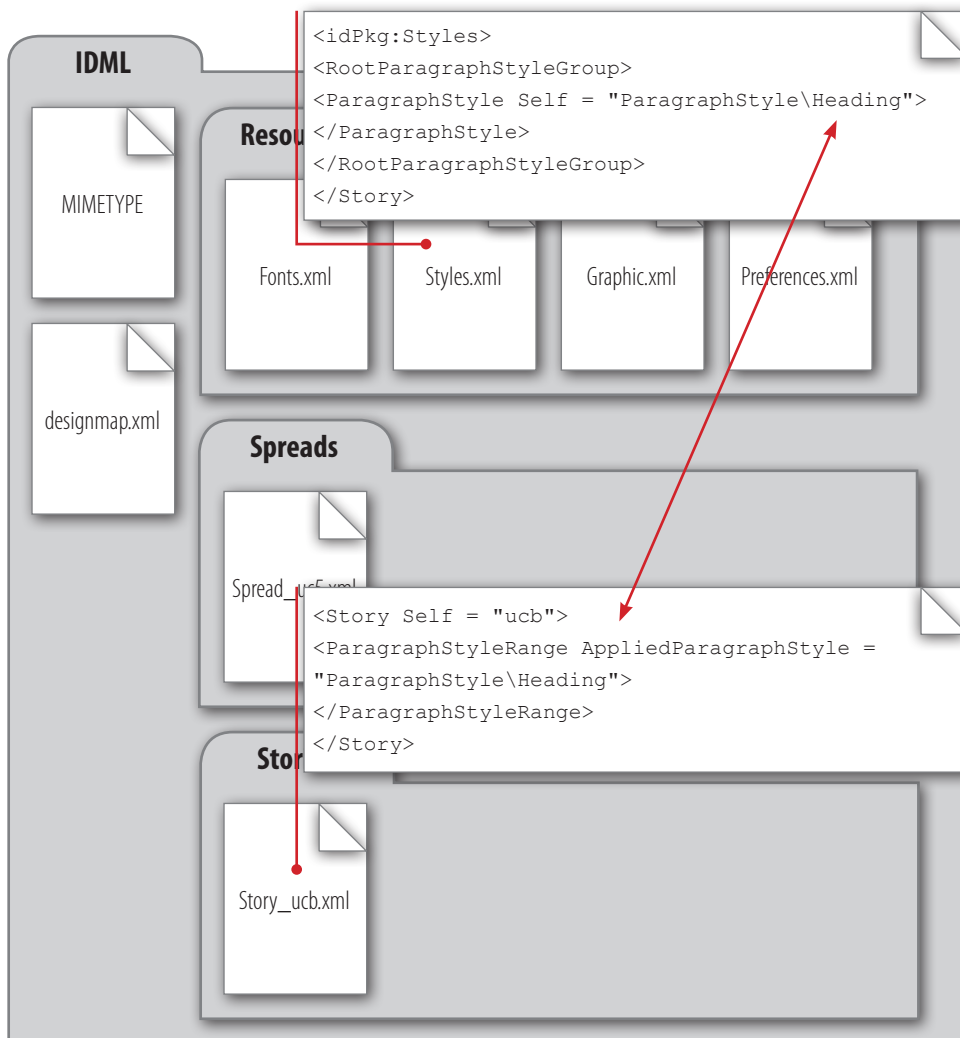 IDML
MIMETYPE
designmap.xml
<idPkg:Styles>
<RootParagraphStyleGroup>
<ParagraphStyle Self = "ParagraphStyle\Heading">
</ParagraphStyle>
</RootParagraphStyleGroup>
</Story>
Fonts.xml
Styles.xml
Graphic.xml
Preferences.xml
Spreads
<Story Self = "ucb">
<ParagraphStyleRange AppliedParagraphStyle =
"ParagraphStyle\Heading">
</ParagraphStyleRange>
</Story>
Story_ucb.xml